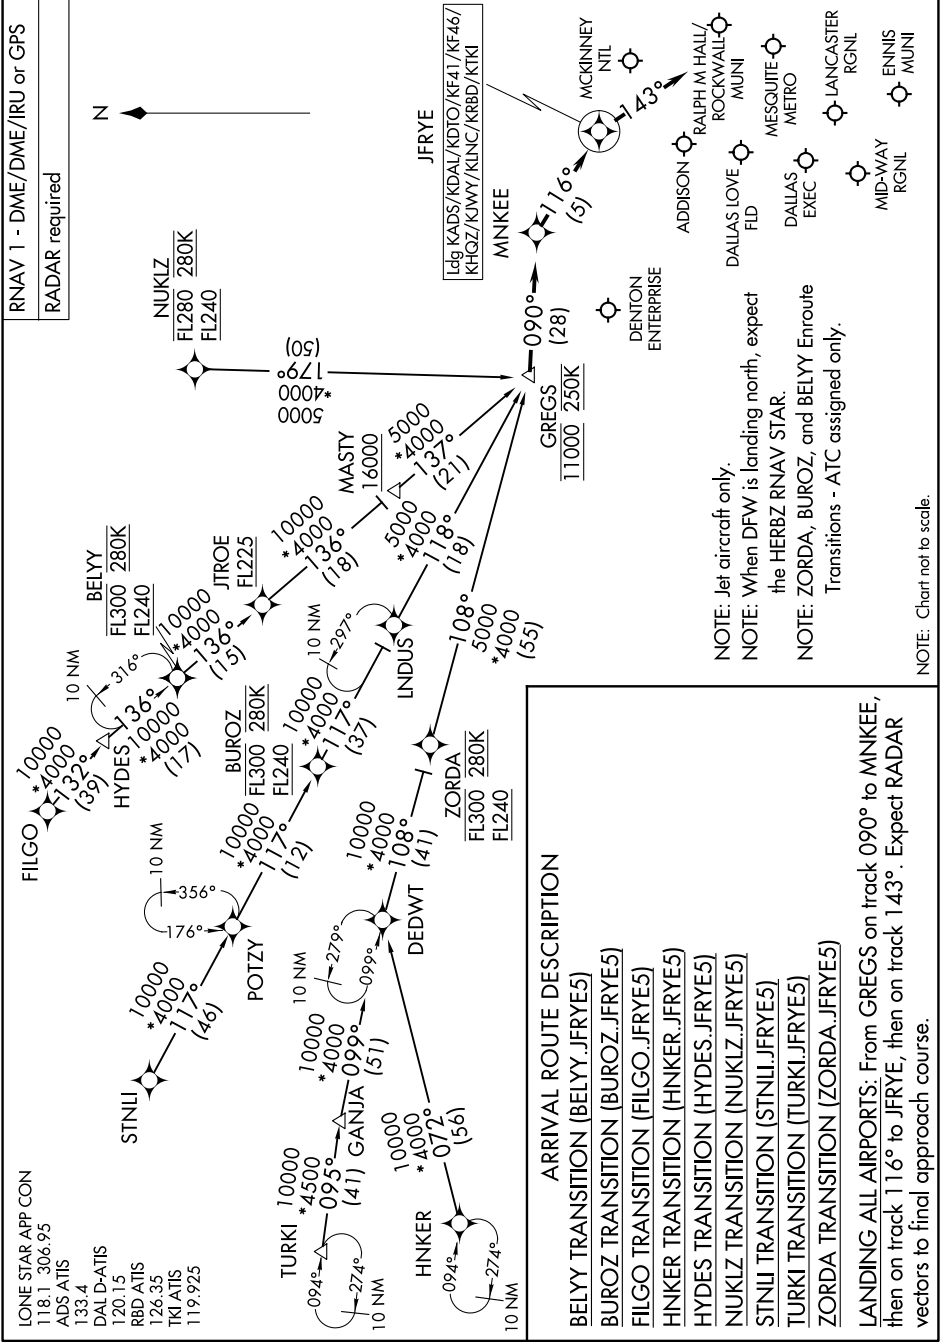 RNAV 1 - DME/DME/IRU or GPS
RADAR required
LONE STAR APP CON
118.1 306.95
ADS ATIS
133.4
DAL D-ATIS
120.15
RBD ATIS
126.35
TKI ATIS
119.925
N
NUKLZ
FL280 280K
FL240
5000
*4000
179°
(50)
JFRYE
Ldg KADS/KDAL/KDTO/KF41/KF46/
KHQZ/KJWY/KLNC/KRBD/KTKI
MCKINNEY
NTL
143°
MNKEE
116°
(5)
ADDISON
RALPH M HALL/
ROCKWALL
MUNI
DALLAS LOVE
FLD
MESQUITE
METRO
DALLAS
EXEC
LANCASTER
RGNL
MID-WAY
RGNL
ENNIS
MUNI
DENTON
ENTERPRISE
090°
(28)
GREGS
11000 250K
MASTY
16000
5000
*4000
137°
(21)
10000
*4000
136°
(18)
JTROE
FL225
BELYY
FL300 280K
FL240
10000
*4000
136°
(15)
10 NM
316°
136°
10000
*4000
(17)
HYDES
10000
*4000
132°
(39)
FILGO
5000
*4000
118°
(18)
LNDUS
10 NM
297°
10000
*4000
117°
(37)
BUROZ
FL300 280K
FL240
10000
*4000
117°
(12)
10 NM
356°
176°
POTZY
10000
*4000
117°
(46)
STNLI
108°
5000
*4000
(55)
ZORDA
FL300 280K
FL240
10000
*4000
108°
(41)
DEDWT
10 NM
279°
099°
10000
*4000
099°
(51)
GANJA
10000
*4500
095°
(41)
TURKI
094°
274°
10 NM
10000
*4000
072°
(56)
HNKER
094°
274°
10 NM
NOTE: Jet aircraft only.
NOTE: When DFW is landing north, expect
the HERBZ RNAV STAR.
NOTE: ZORDA, BUROZ, and BELYY Enroute
Transitions - ATC assigned only.
NOTE: Chart not to scale.
ARRIVAL ROUTE DESCRIPTION
BELYY TRANSITION (BELYY.JFRYE5)
BUROZ TRANSITION (BUROZ.JFRYE5)
FILGO TRANSITION (FILGO.JFRYE5)
HNKER TRANSITION (HNKER.JFRYE5)
HYDES TRANSITION (HYDES.JFRYE5)
NUKLZ TRANSITION (NUKLZ.JFRYE5)
STNLI TRANSITION (STNLI.JFRYE5)
TURKI TRANSITION (TURKI.JFRYE5)
ZORDA TRANSITION (ZORDA.JFRYE5)
LANDING ALL AIRPORTS: From GREGS on track 090° to MNKEE,
then on track 116° to JFRYE, then on track 143°. Expect RADAR
vectors to final approach course.